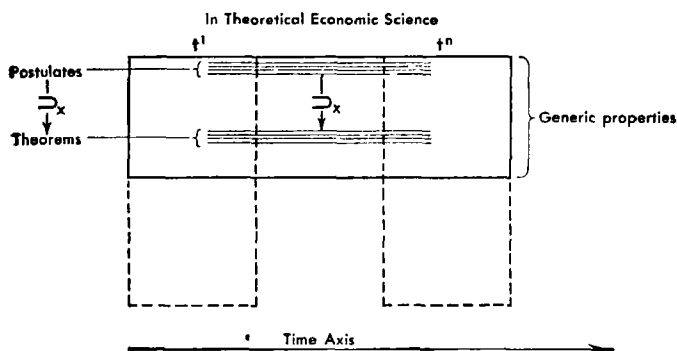 In Theoretical Economic Science
t¹ tⁿ
Postulates
⊃x ⊃x
Theorems
Generic properties
Time Axis